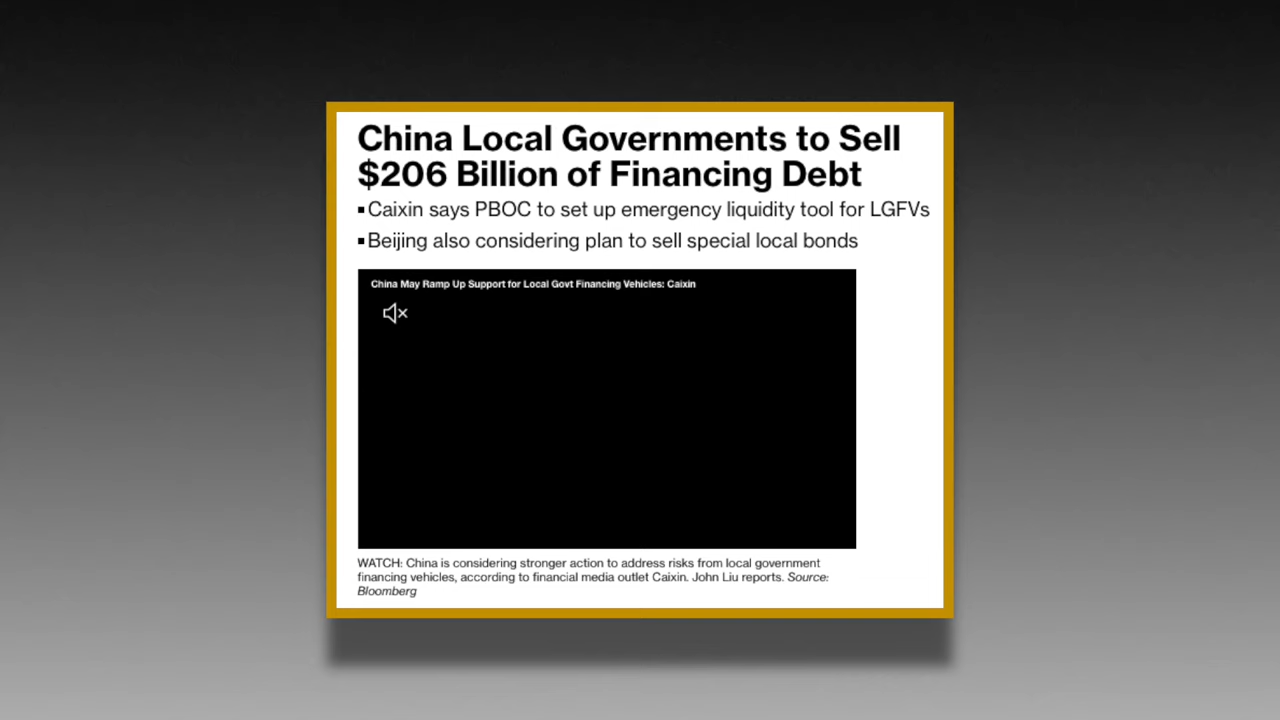 China Local Governments to Sell
$206 Billion of Financing Debt
▪Caixin says PBOC to set up emergency liquidity tool for LGFVs
▪Beijing also considering plan to sell special local bonds
China May Ramp Up Support for Local Govt Financing Vehicles: Caixin
WATCH: China is considering stronger action to address risks from local government
financing vehicles, according to financial media outlet Caixin. John Liu reports. Source:
Bloomberg